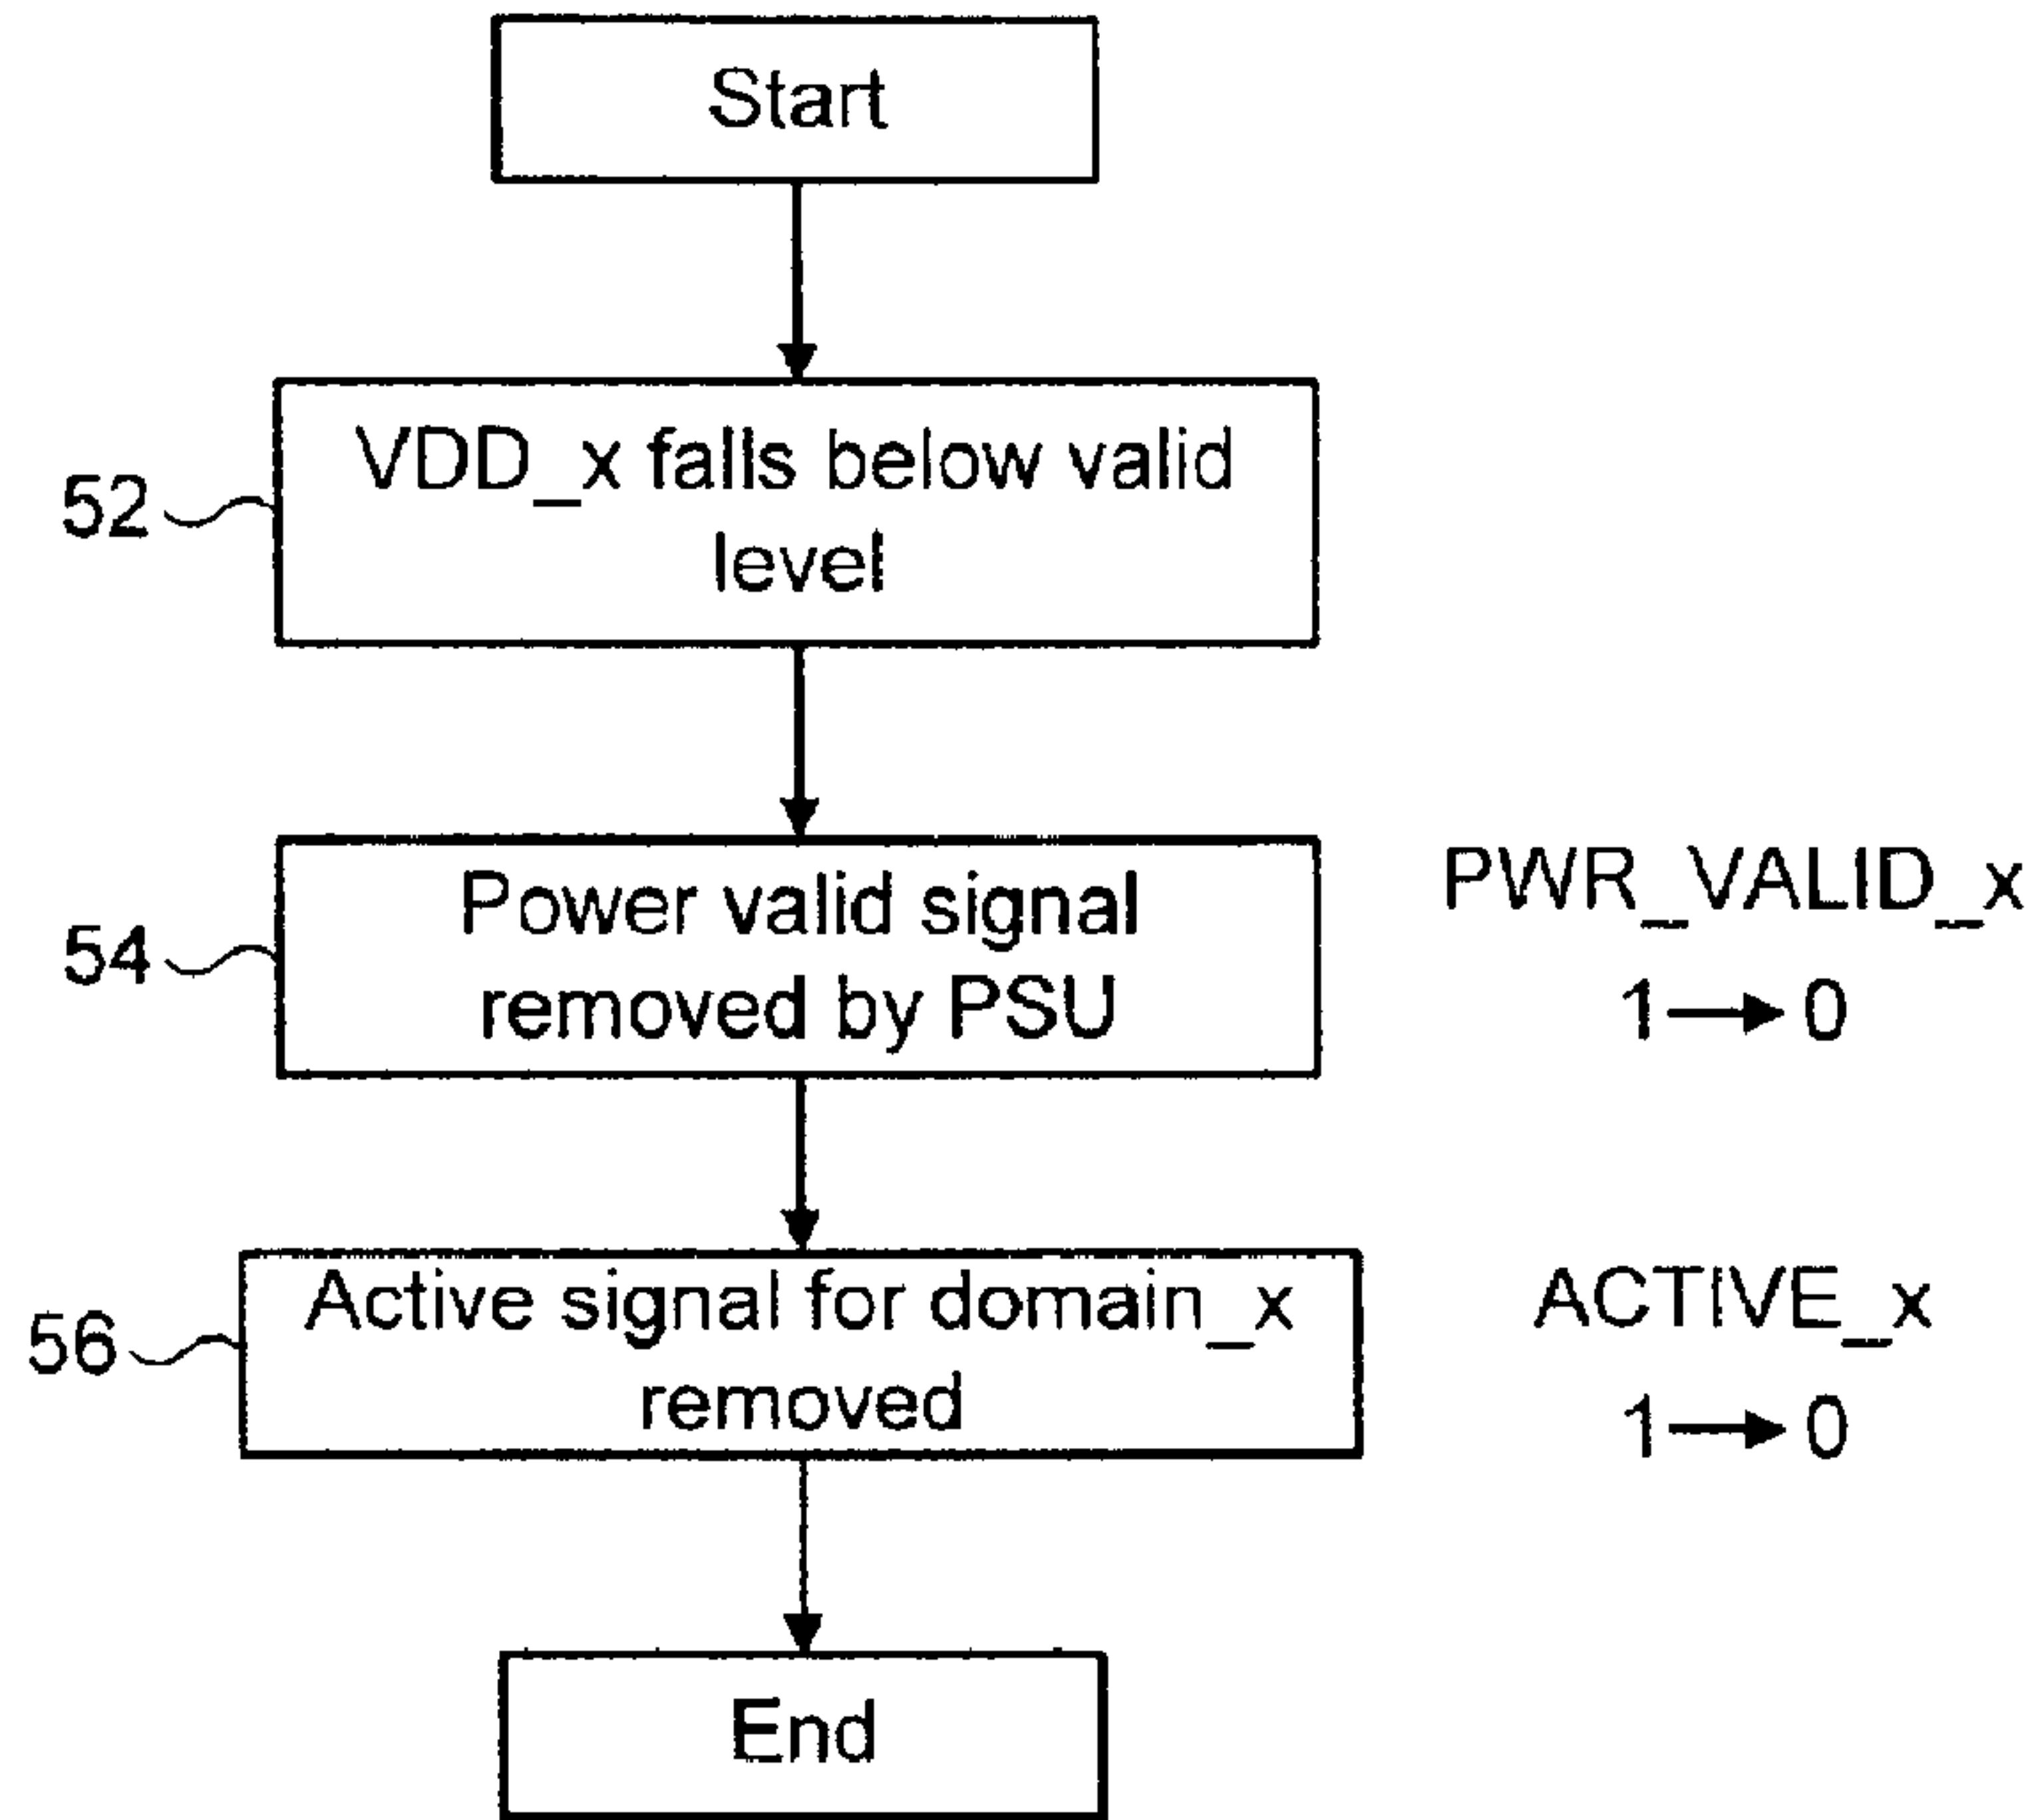 Start
52
VDD_x falls below valid
level
54
Power valid signal
removed by PSU
PWR_VALID_x
1 → 0
56
Active signal for domain_x
removed
ACTIVE_x
1 → 0
End